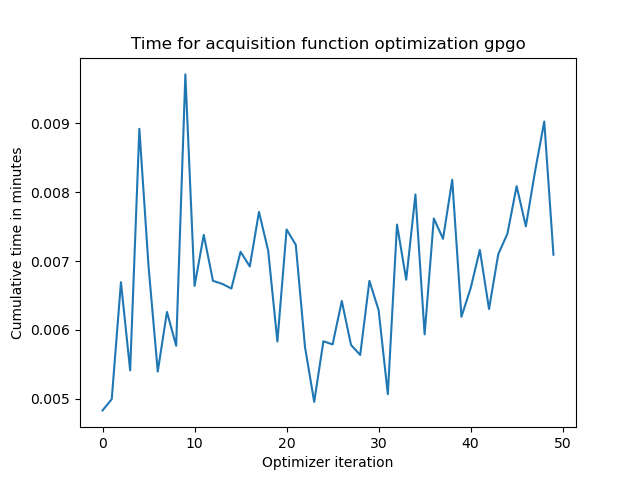 Time for acquisition function optimization gpgo
Cumulative time in minutes
0.009
0.008
0.007
0.006
0.005
0 10 20 30 40 50
Optimizer iteration